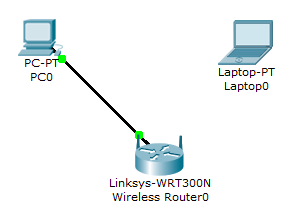 PC-PT
PC0
Laptop-PT
Laptop0
Linksys-WRT300N
Wireless Router0